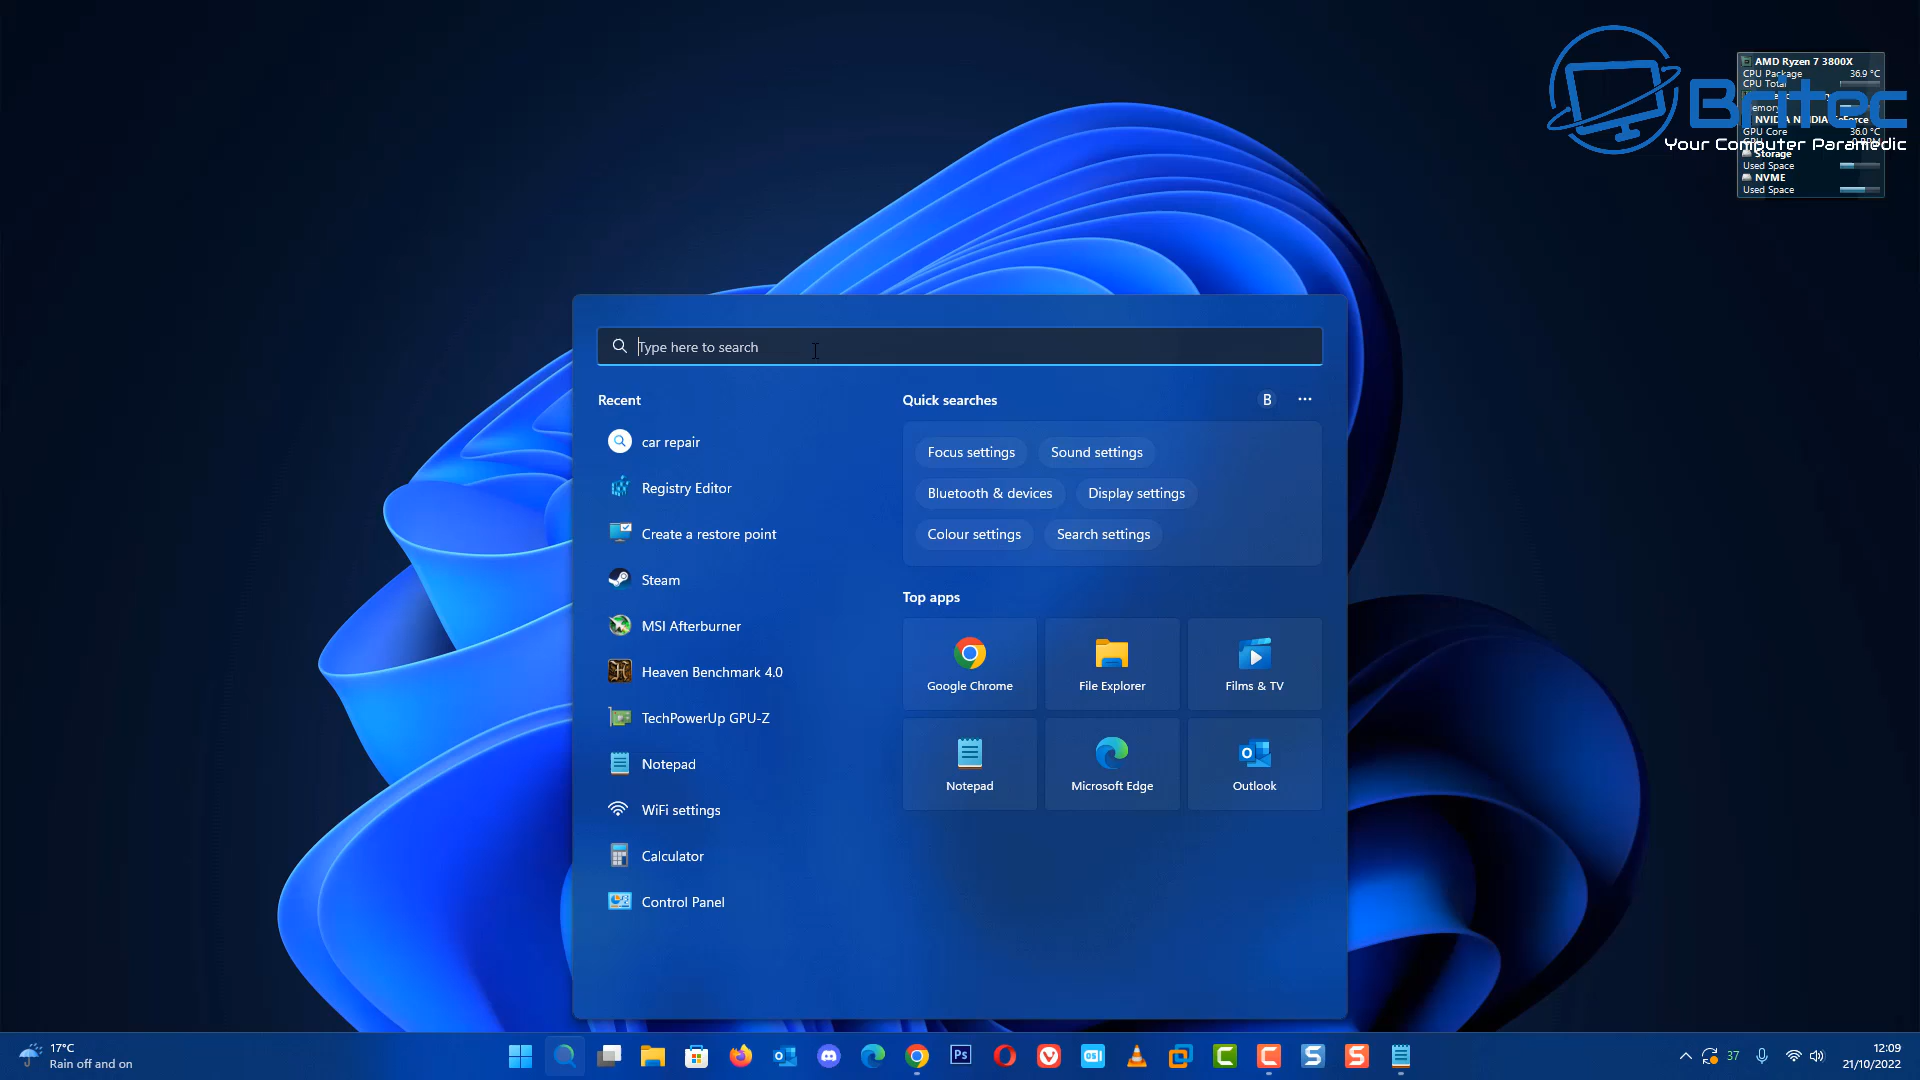 AMD Ryzen 7 3800X
CPU Package 36.9 °C
CPU Total
Britec
Your Computer Paramedic
GPU Core 36.0 °C
Storage
Used Space
NVME
Used Space
Type here to search
Recent
car repair
Registry Editor
Create a restore point
Steam
MSI Afterburner
Heaven Benchmark 4.0
TechPowerUp GPU-Z
Notepad
WiFi settings
Calculator
Control Panel
Quick searches
B
Focus settings
Sound settings
Bluetooth & devices
Display settings
Colour settings
Search settings
Top apps
Google Chrome
File Explorer
Films & TV
Notepad
Microsoft Edge
Outlook
17°C
Rain off and on
Ps
37
12:09
21/10/2022